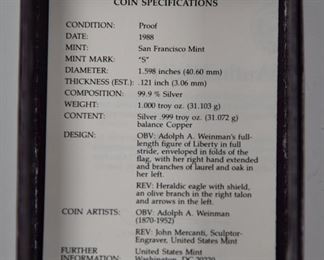 COIN SPECIFICATIONS
CONDITION: Proof
DATE: 1988
MINT: San Francisco Mint
MINT MARK: "S"
DIAMETER: 1.598 inches (40.60 mm)
THICKNESS (EST.): .121 inch (3.06 mm)
COMPOSITION: 99.9 % Silver
WEIGHT: 1.000 troy oz. (31.103 g)
CONTENT: Silver .999 troy oz. (31.072 g)
balance Copper
DESIGN: OBV: Adolph A. Weinman's full-
length figure of Liberty in full
stride, enveloped in folds of the
flag, with her right hand extended
and branches of laurel and oak in
her left.
REV: Heraldic eagle with shield,
an olive branch in the right talon
and arrows in the left.
COIN ARTISTS: OBV: Adolph A. Weinman
(1870-1952)
REV: John Mercanti, Sculptor-
Engraver, United States Mint
FURTHER United States Mint
INFORMATION: Washington, DC 20220